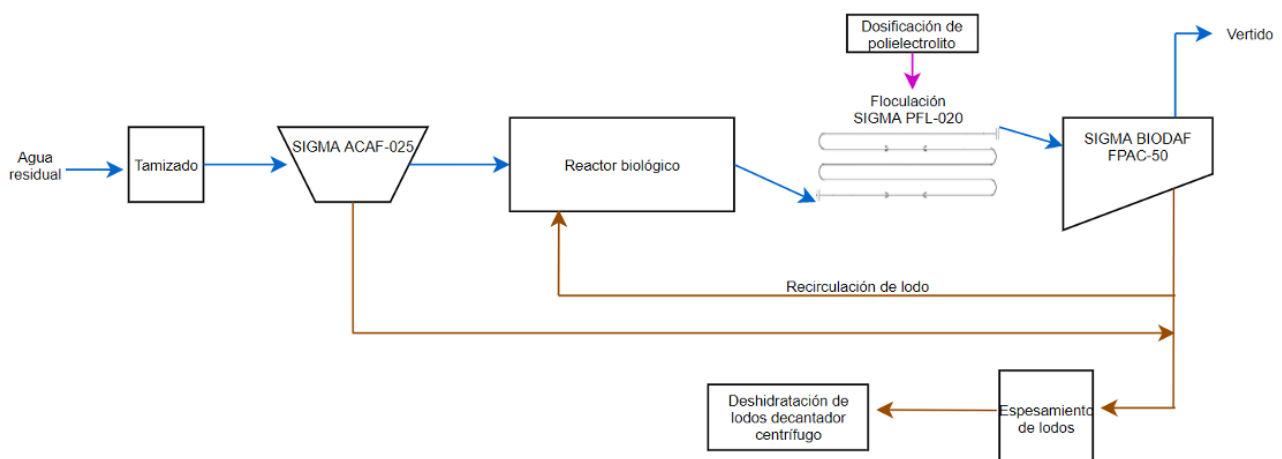 Dosificación de
polielectrolito
Vertido
Floculación
SIGMA PFL-020
Agua
residual
Tamizado
SIGMA ACAF-025
Reactor biológico
SIGMA BIODAF
FPAC-50
Recirculación de lodo
Deshidratación de
lodos decantador
centrífugo
Espesamiento
de lodos